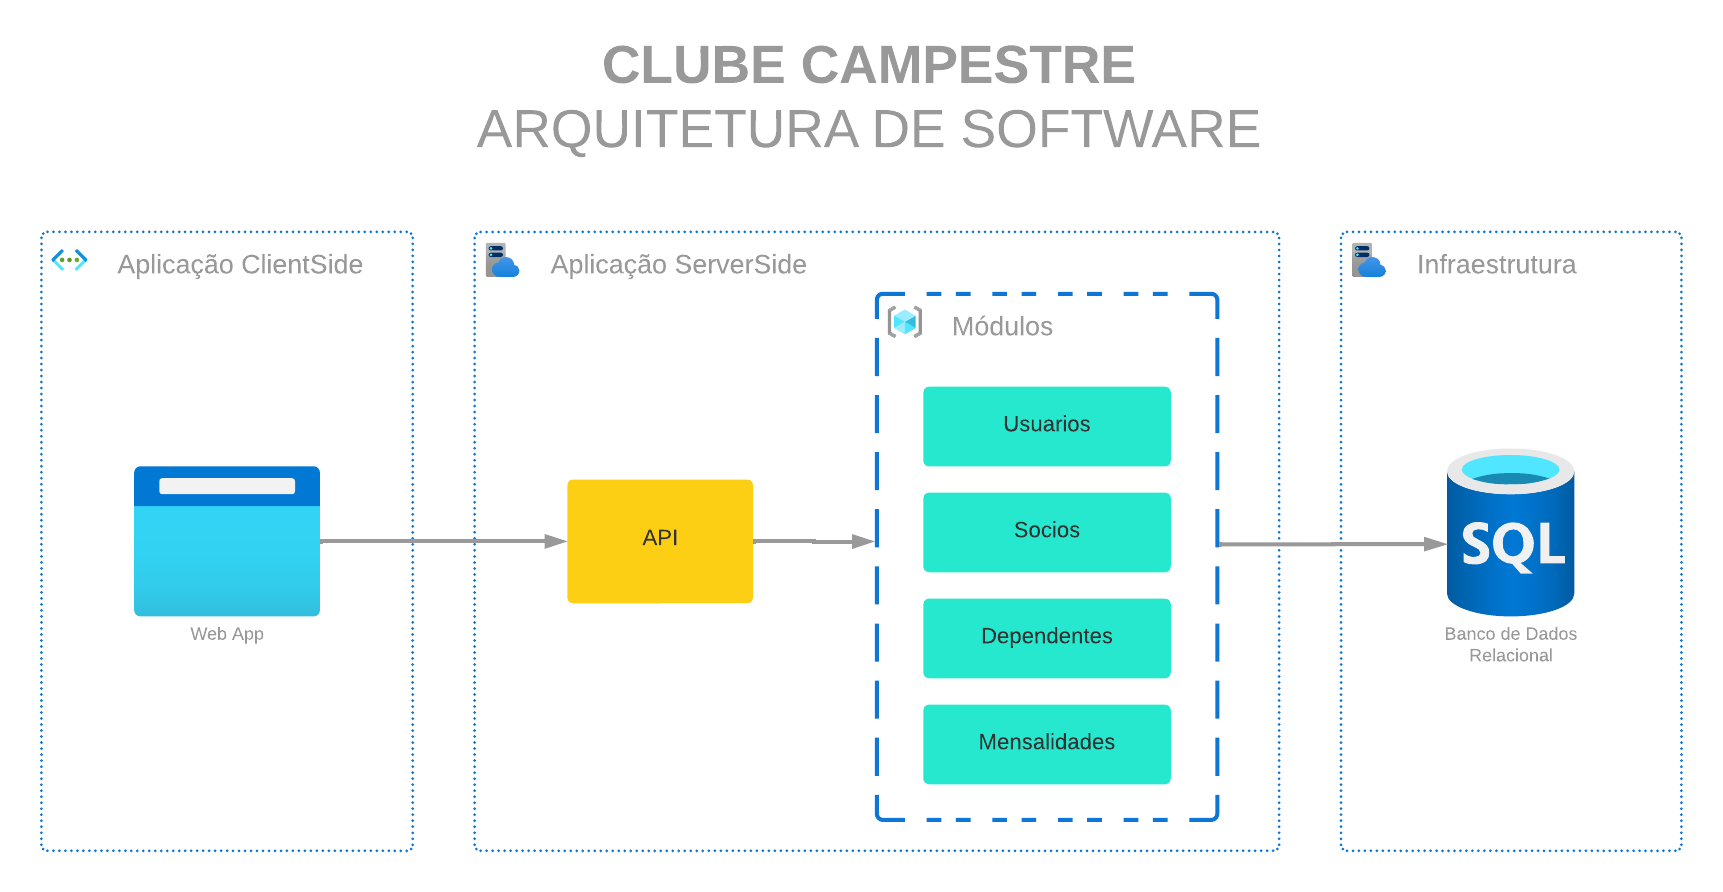 CLUBE CAMPESTRE
ARQUITETURA DE SOFTWARE
Aplicação ClientSide
Web App
Aplicação ServerSide
API
Módulos
Usuarios
Socios
Dependentes
Mensalidades
Infraestrutura
SQL
Banco de Dados
Relacional